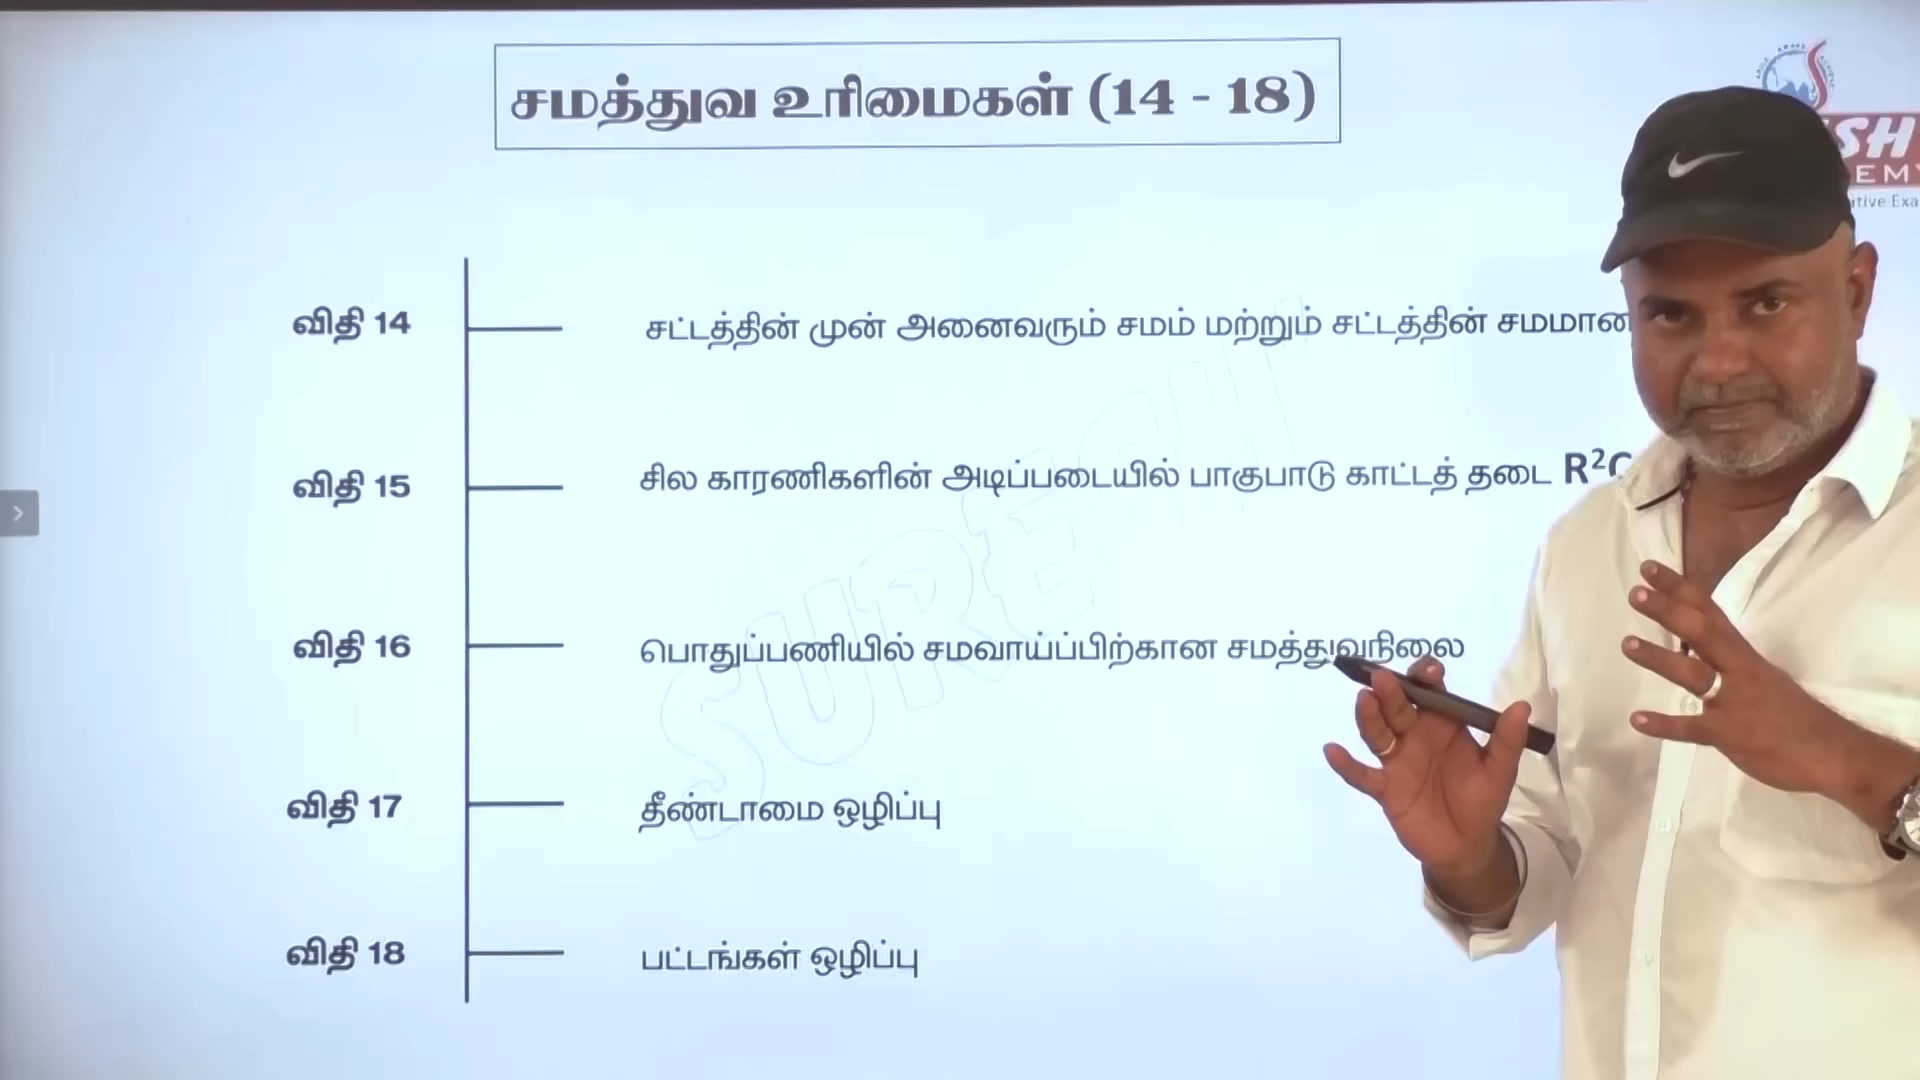 சமத்துவ உரிமைகள் (14 - 18)
விதி 14 சட்டத்தின் முன் அனைவரும் சமம் மற்றும் சட்டத்தின் சமமான
விதி 15 சில காரணிகளின் அடிப்படையில் பாகுபாடு காட்டத் தடை
விதி 16 பொதுப்பணியில் சமவாய்ப்பிற்கான சமத்துவநிலை
விதி 17 தீண்டாமை ஒழிப்பு
விதி 18 பட்டங்கள் ஒழிப்பு
SURESH